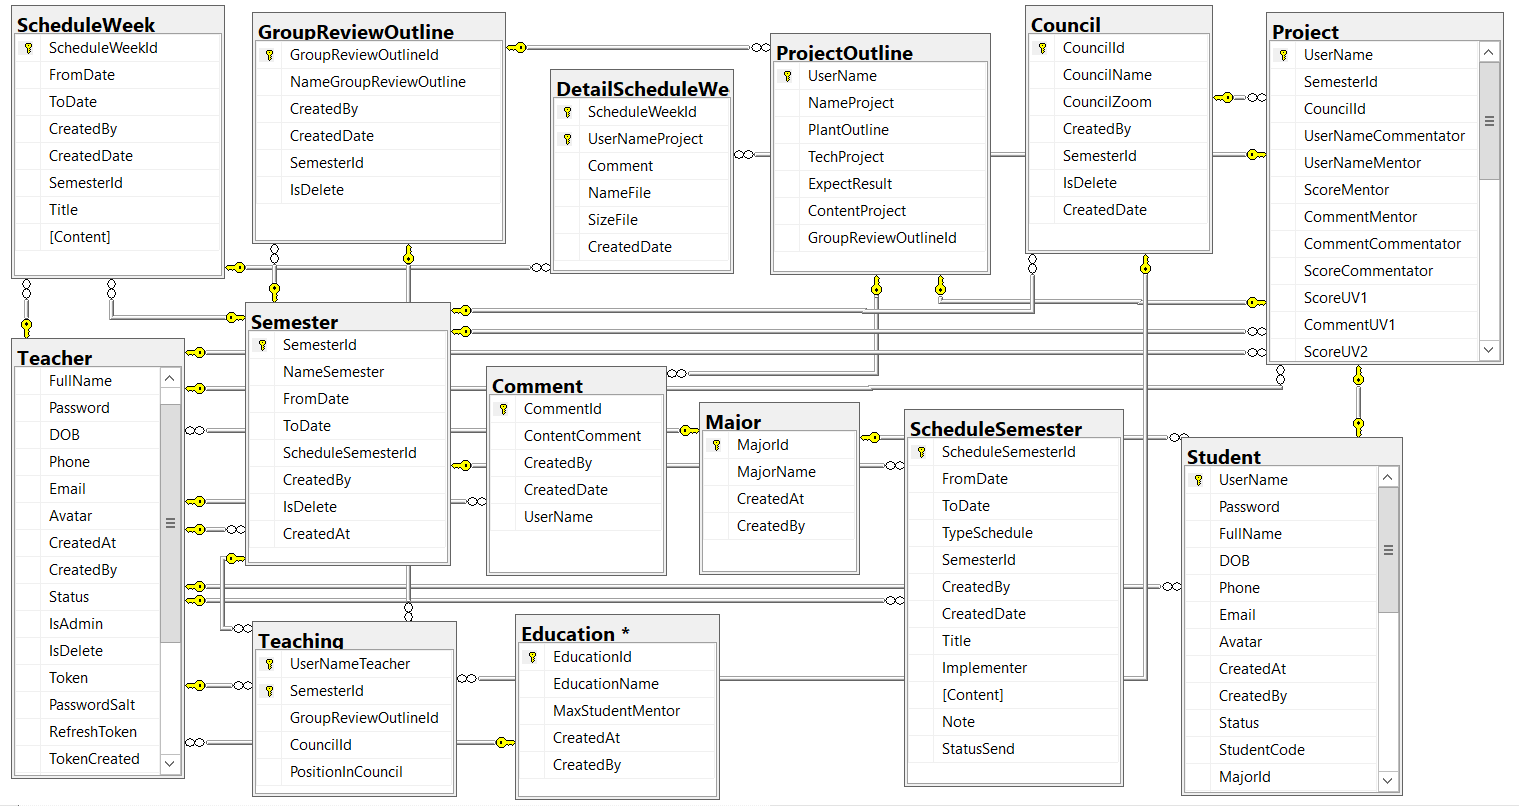 ScheduleWeek
ScheduleWeekId
FromDate
ToDate
CreatedBy
CreatedDate
SemesterId
Title
[Content]
GroupReviewOutline
GroupReviewOutlineId
NameGroupReviewOutline
CreatedBy
CreatedDate
SemesterId
IsDelete
DetailScheduleWe
ScheduleWeekId
UserNameProject
Comment
NameFile
SizeFile
CreatedDate
ProjectOutline
UserName
NameProject
PlantOutline
TechProject
ExpectResult
ContentProject
GroupReviewOutlineId
Council
CouncilId
CouncilName
CouncilZoom
CreatedBy
SemesterId
IsDelete
CreatedDate
Project
UserName
SemesterId
CouncilId
UserNameCommentator
UserNameMentor
ScoreMentor
CommentMentor
CommentCommentator
ScoreCommentator
ScoreUV1
CommentUV1
ScoreUV2
Teacher
FullName
Password
DOB
Phone
Email
Avatar
CreatedAt
CreatedBy
Status
IsAdmin
IsDelete
Token
PasswordSalt
RefreshToken
TokenCreated
Semester
SemesterId
NameSemester
FromDate
ToDate
ScheduleSemesterId
CreatedBy
IsDelete
CreatedAt
Comment
CommentId
ContentComment
CreatedBy
CreatedDate
UserName
Major
MajorId
MajorName
CreatedAt
CreatedBy
ScheduleSemester
ScheduleSemesterId
FromDate
ToDate
TypeSchedule
SemesterId
CreatedBy
CreatedDate
Title
Implementer
[Content]
Note
StatusSend
Student
UserName
Password
FullName
DOB
Phone
Email
Avatar
CreatedAt
CreatedBy
Status
StudentCode
MajorId
Teaching
UserNameTeacher
SemesterId
GroupReviewOutlineId
CouncilId
PositionInCouncil
Education *
EducationId
EducationName
MaxStudentMentor
CreatedAt
CreatedBy